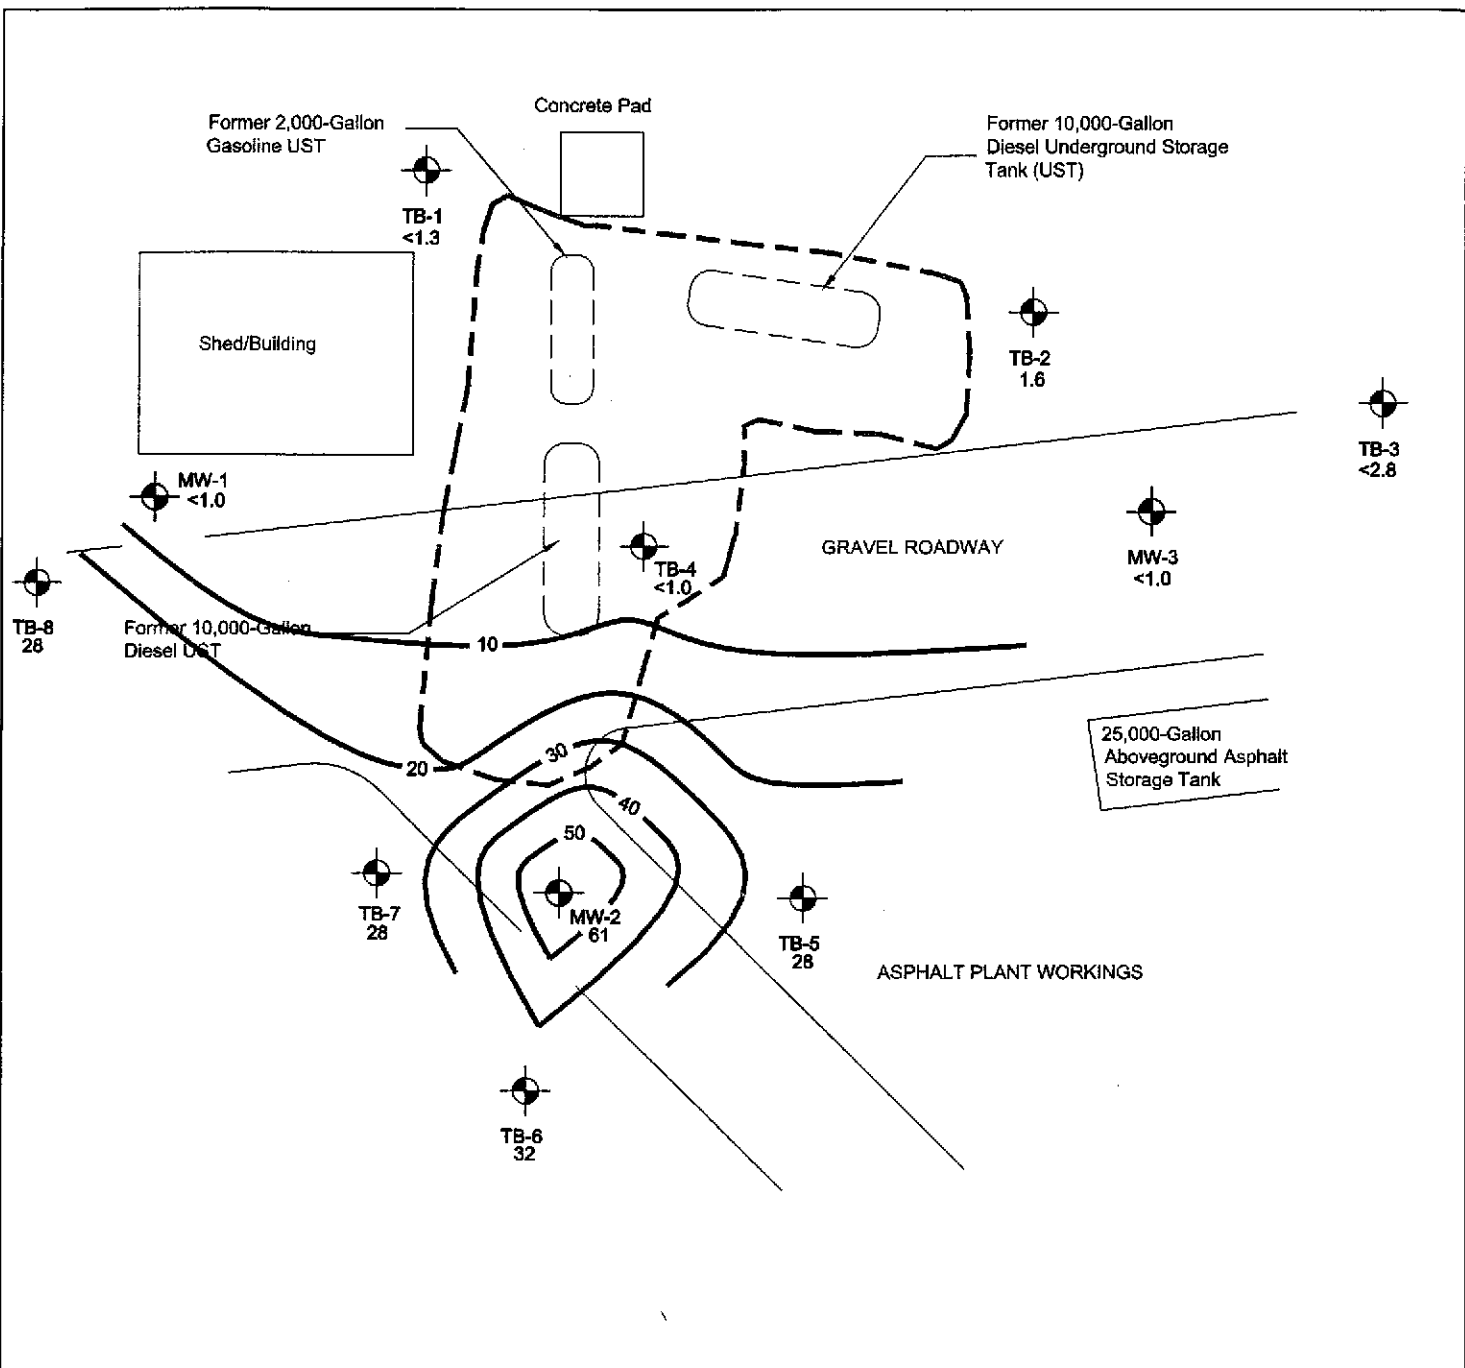 Concrete Pad
Former 2,000-Gallon
Gasoline UST
Former 10,000-Gallon
Diesel Underground Storage
Tank (UST)
TB-1
<1.3
Shed/Building
TB-2
1.6
TB-3
<2.8
MW-1
<1.0
GRAVEL ROADWAY
MW-3
<1.0
TB-4
<1.0
TB-8
28
Former 10,000-Gallon
Diesel UST
10
20
30
40
50
25,000-Gallon
Aboveground Asphalt
Storage Tank
TB-7
28
MW-2
61
TB-5
28
ASPHALT PLANT WORKINGS
TB-6
32